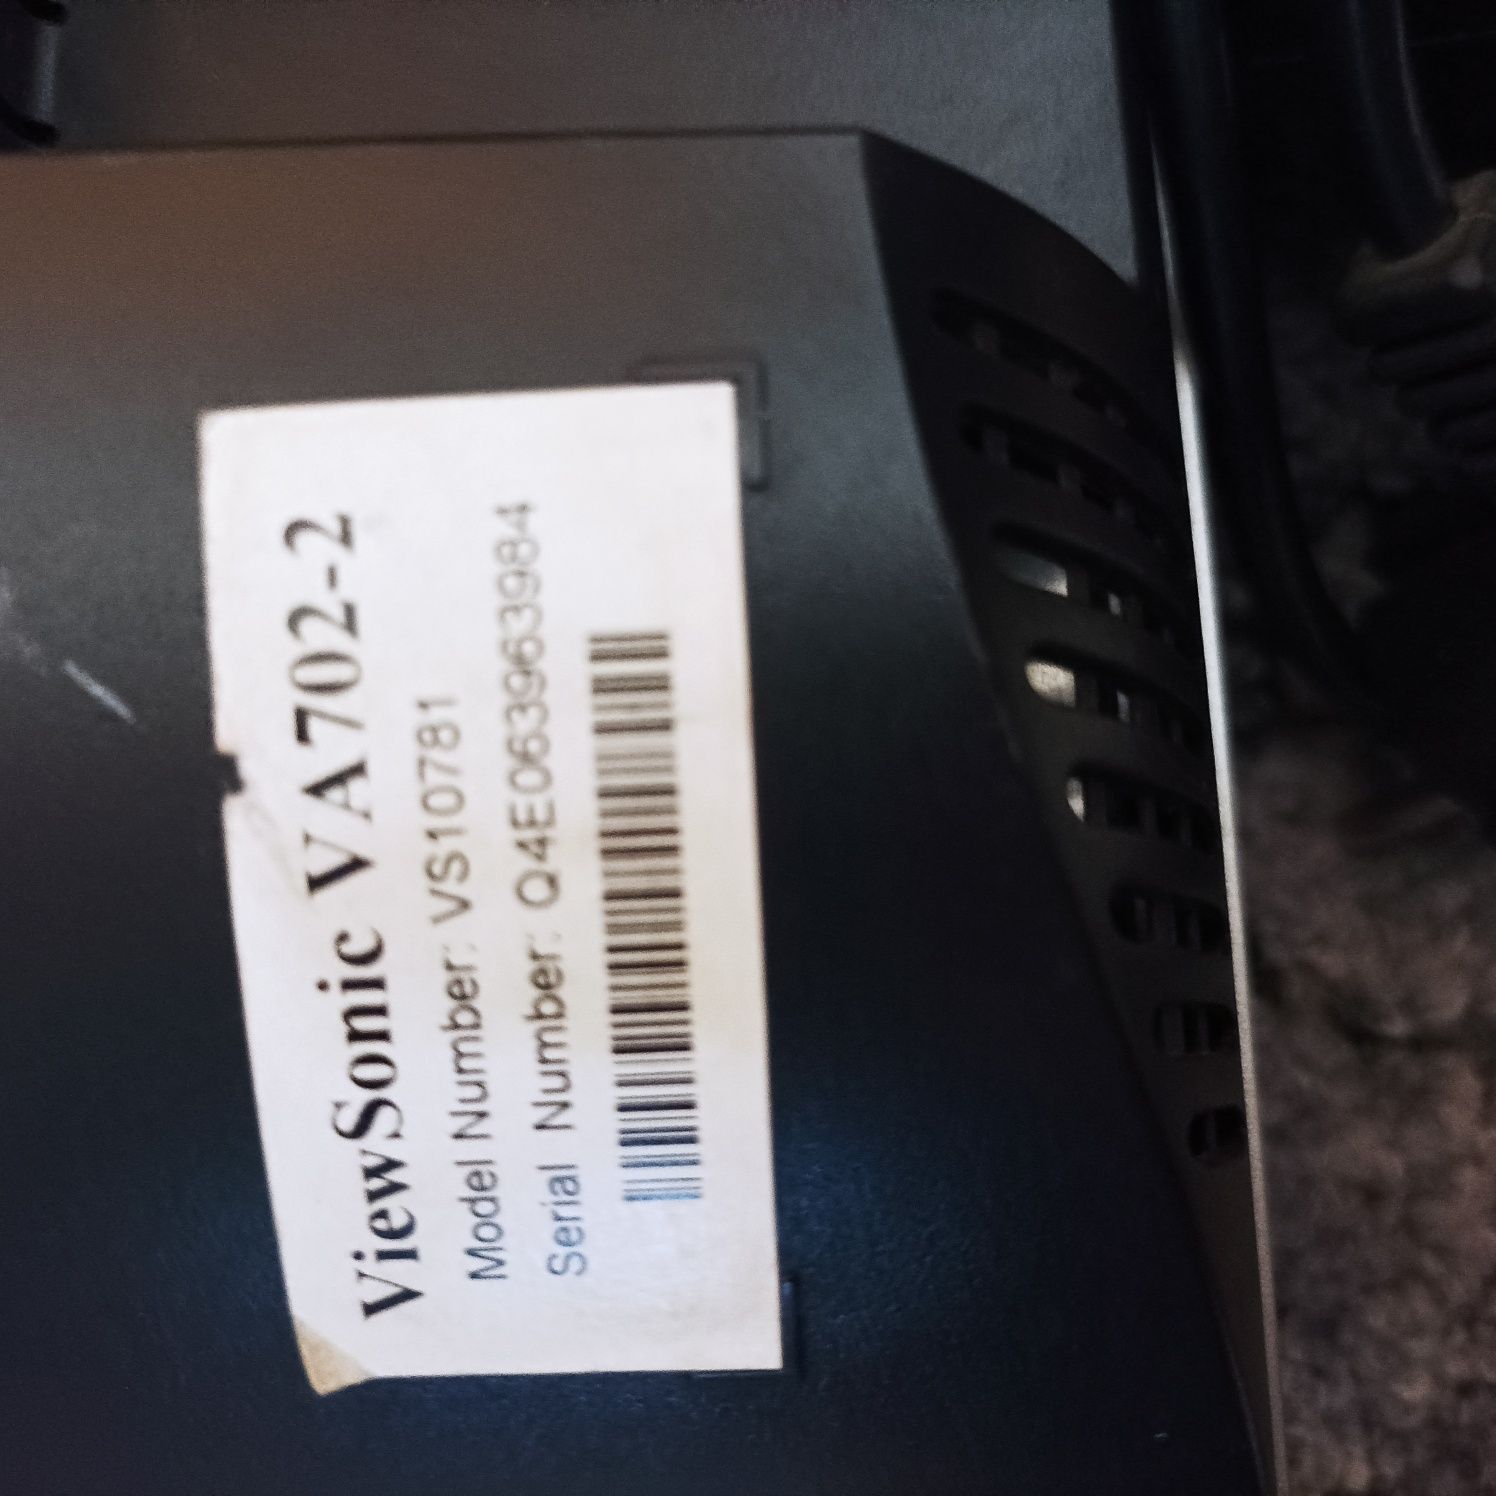 ViewSonic VA702-2
Model Number: VS10781
Serial Number: Q4E063963984